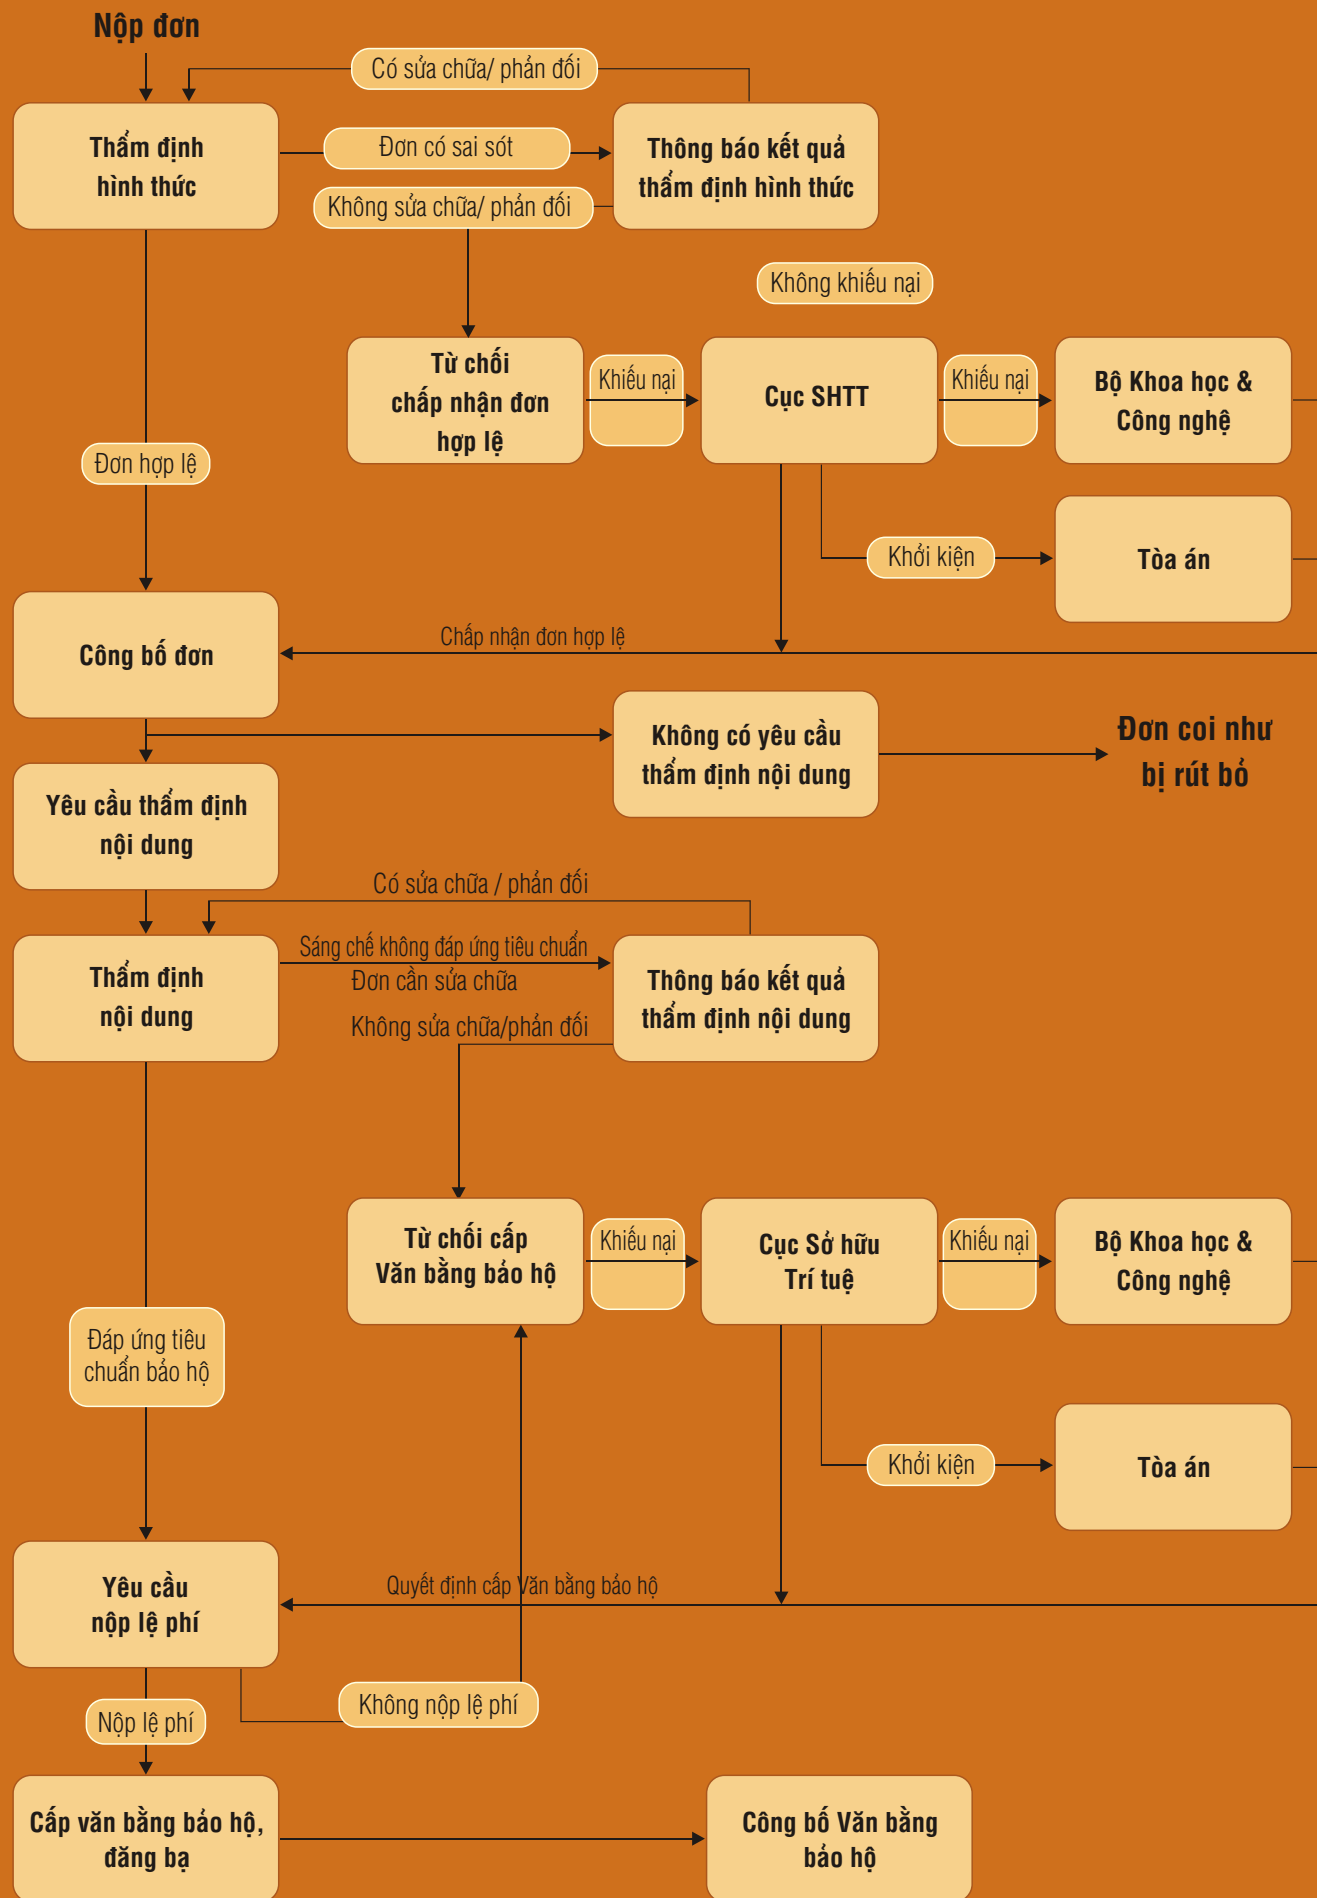 Nộp đơn
Có sửa chữa/ phản đối
Thẩm định
hình thức
Đơn có sai sót
Thông báo kết quả
thẩm định hình thức
Không sửa chữa/ phản đối
Không khiếu nại
Từ chối
chấp nhận đơn
hợp lệ
Khiếu nại
Cục SHTT
Khiếu nại
Bộ Khoa học &
Công nghệ
Đơn hợp lệ
Khởi kiện
Tòa án
Công bố đơn
Chấp nhận đơn hợp lệ
Không có yêu cầu
thẩm định nội dung
Đơn coi như
bị rút bỏ
Yêu cầu thẩm định
nội dung
Có sửa chữa / phản đối
Thẩm định
nội dung
Sáng chế không đáp ứng tiêu chuẩn
Đơn cần sửa chữa
Thông báo kết quả
thẩm định nội dung
Không sửa chữa/phản đối
Từ chối cấp
Văn bằng bảo hộ
Khiếu nại
Cục Sở hữu
Trí tuệ
Khiếu nại
Bộ Khoa học &
Công nghệ
Đáp ứng tiêu
chuẩn bảo hộ
Khởi kiện
Tòa án
Yêu cầu
nộp lệ phí
Quyết định cấp Văn bằng bảo hộ
Không nộp lệ phí
Nộp lệ phí
Cấp văn bằng bảo hộ,
đăng bạ
Công bố Văn bằng
bảo hộ